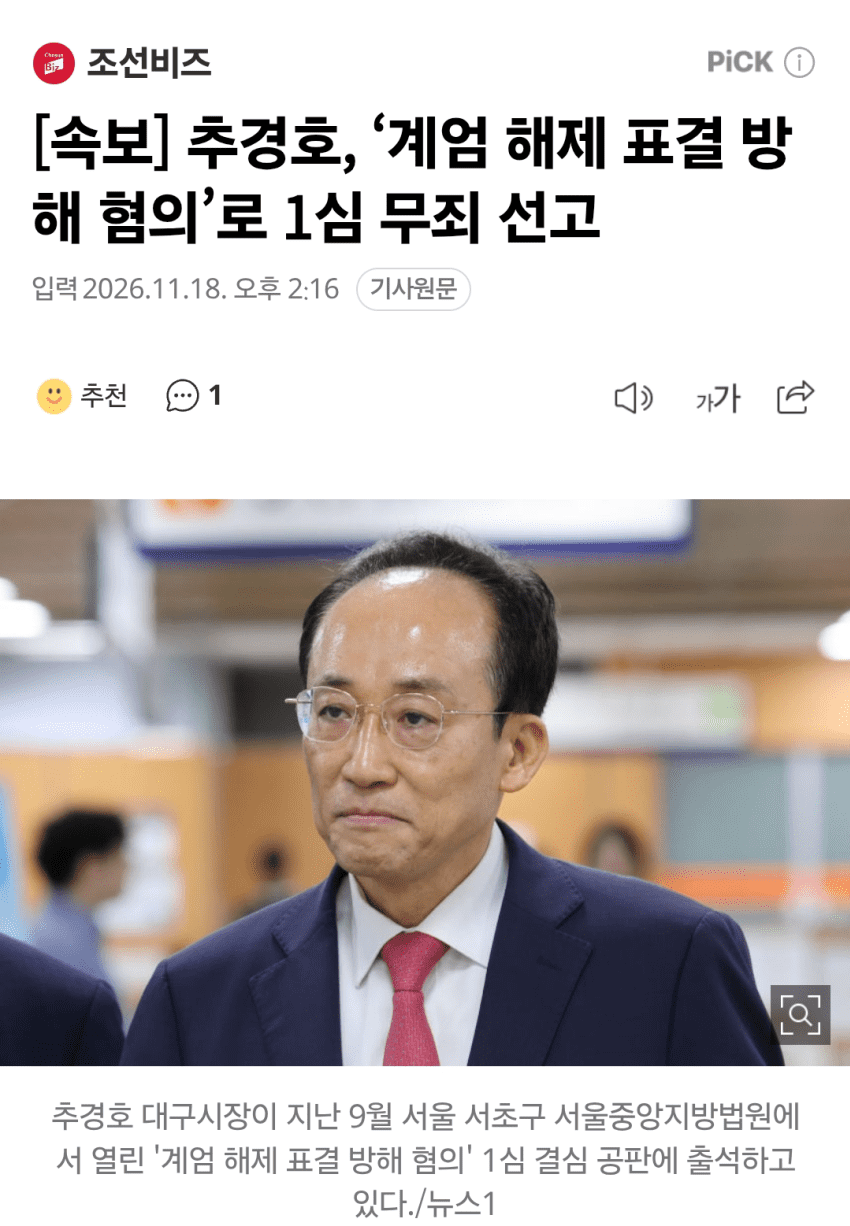 조선비즈
PiCK
[속보] 추경호, ‘계엄 해제 표결 방
해 혐의’로 1심 무죄 선고
입력 2026.11.18. 오후 2:16 기사원문
추천 1
가가
추경호 대구시장이 지난 9월 서울 서초구 서울중앙지방법원에
서 열린 '계엄 해제 표결 방해 혐의' 1심 결심 공판에 출석하고
있다./뉴스1